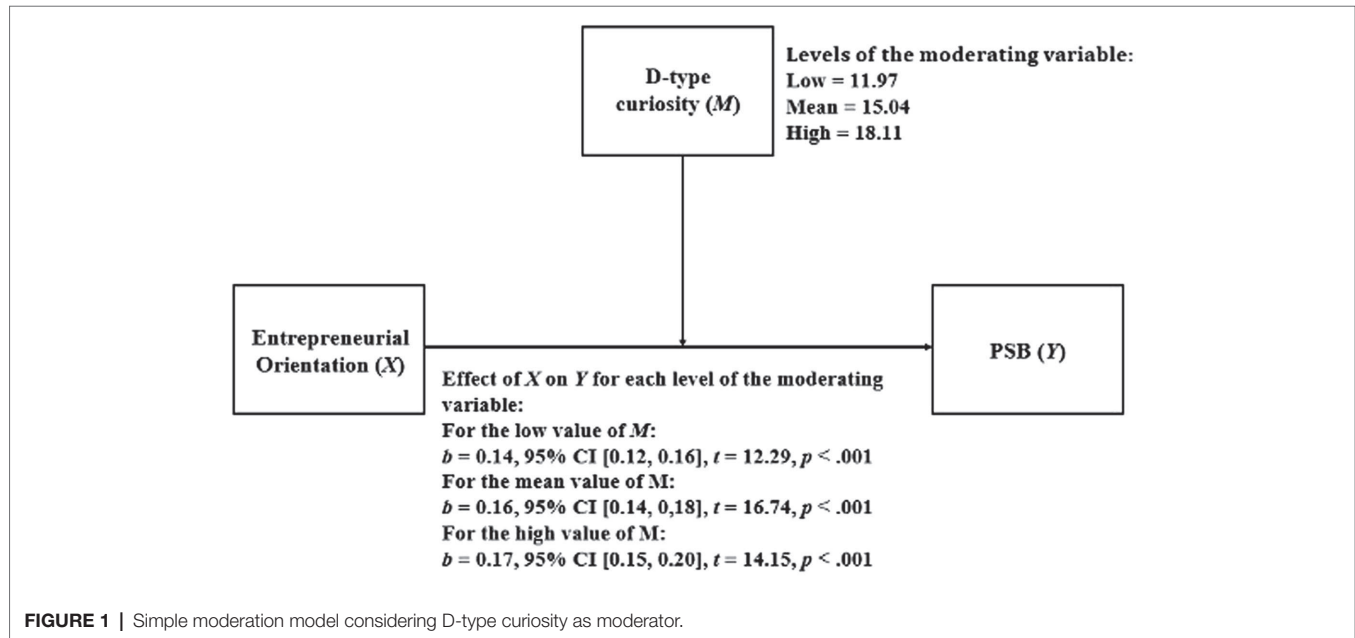 D-type
curiosity (M)
Levels of the moderating variable:
Low = 11.97
Mean = 15.04
High = 18.11
Entrepreneurial
Orientation (X)
PSB (Y)
Effect of X on Y for each level of the moderating
variable:
For the low value of M:
b = 0.14, 95% CI [0.12, 0.16], t = 12.29, p < .001
For the mean value of M:
b = 0.16, 95% CI [0.14, 0,18], t = 16.74, p < .001
For the high value of M:
b = 0.17, 95% CI [0.15, 0.20], t = 14.15, p < .001
FIGURE 1 | Simple moderation model considering D-type curiosity as moderator.